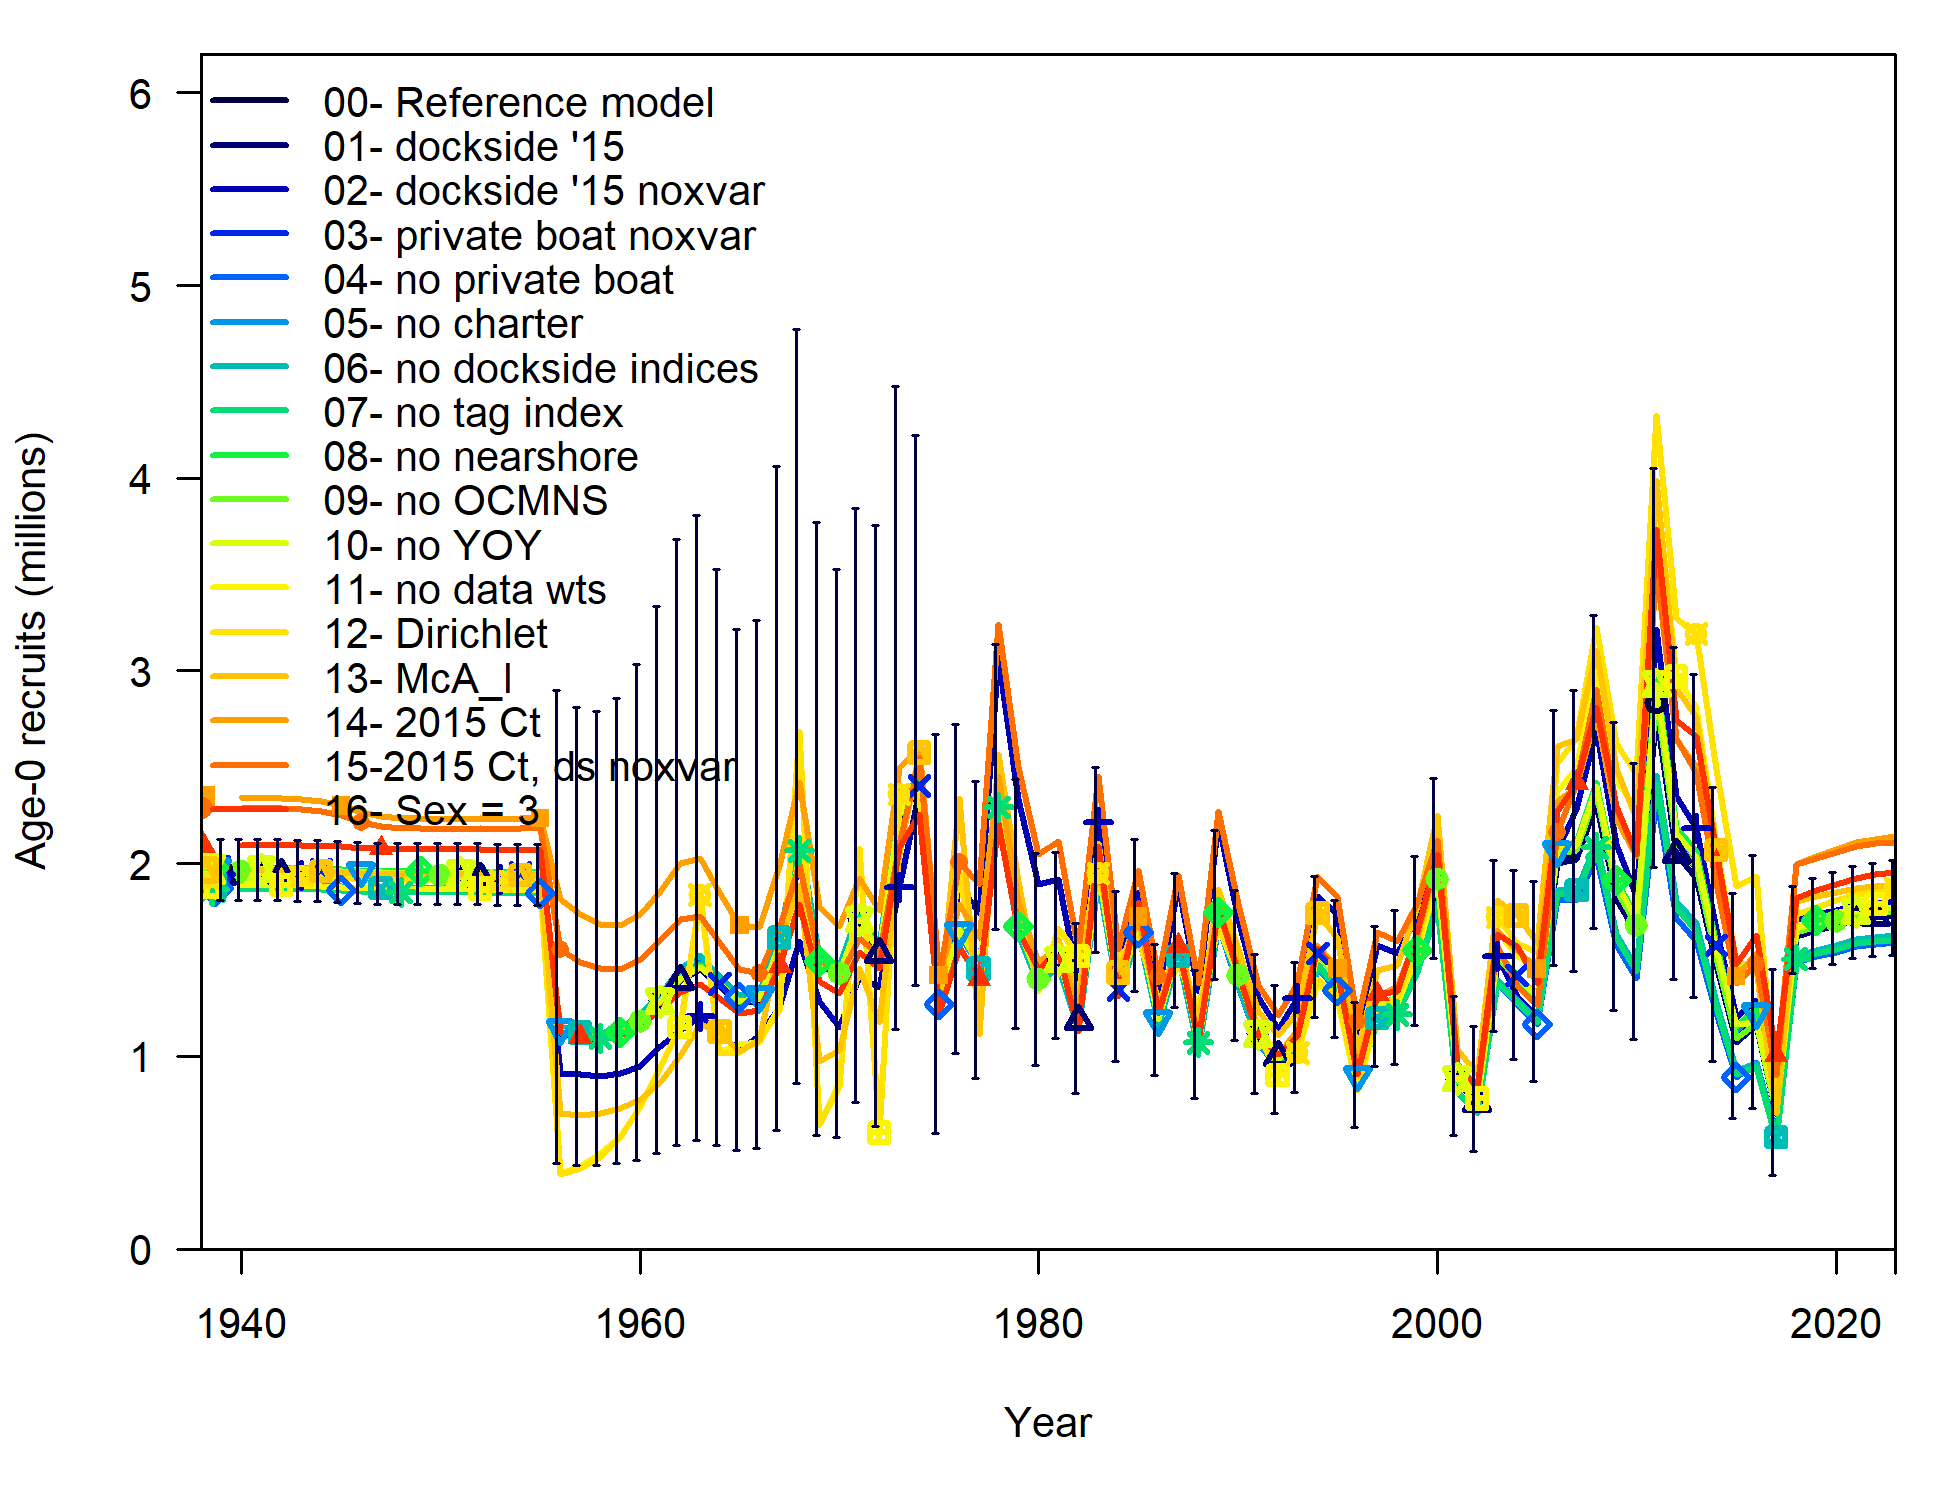 6
5
4
3
2
1
0
Age-0 recruits (millions)
00- Reference model
01- dockside '15
02- dockside '15 noxvar
03- private boat noxvar
04- no private boat
05- no charter
06- no dockside indices
07- no tag index
08- no nearshore
09- no OCMNS
10- no YOY
11- no data wts
12- Dirichlet
13- McA_I
14- 2015 Ct
15-2015 Ct, ds noxvar
16- Sex = 3
1940 1960 1980 2000 2020
Year